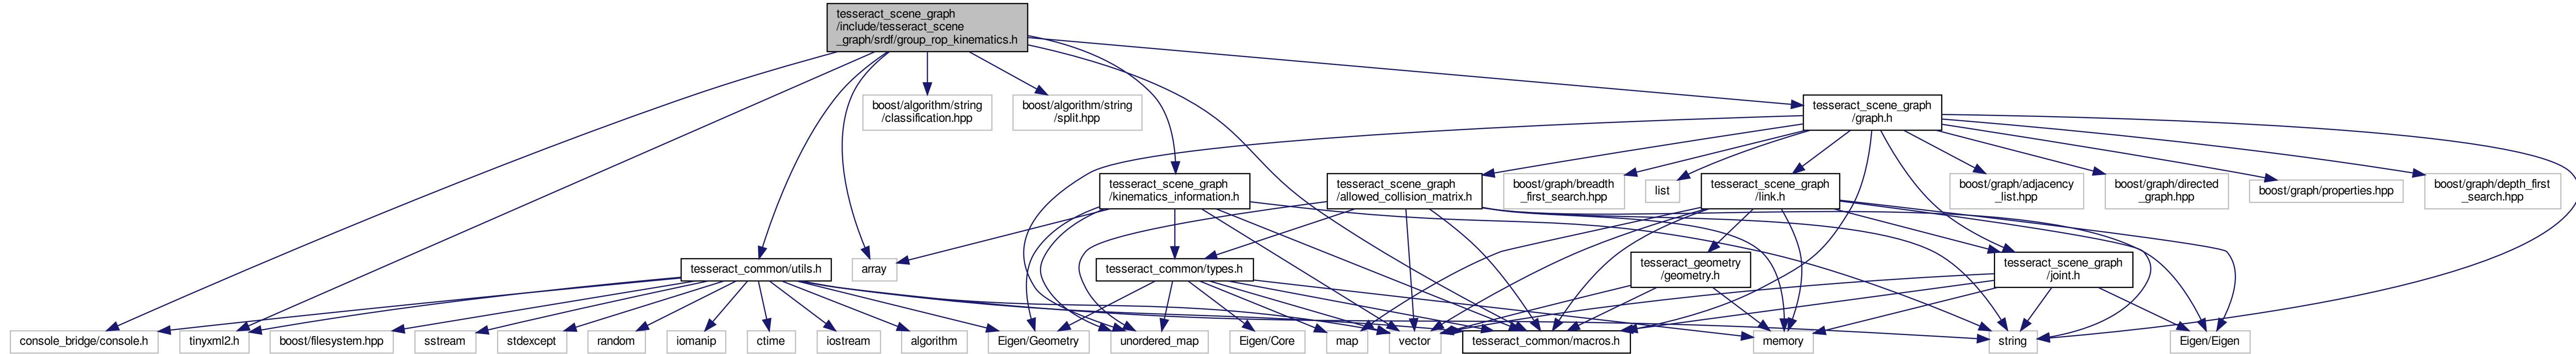 tesseract_scene_graph
/include/tesseract_scene
_graph/srdf/group_rop_kinematics.h
boost/algorithm/string
/classification.hpp
boost/algorithm/string
/split.hpp
tesseract_scene_graph
/graph.h
tesseract_scene_graph
/kinematics_information.h
tesseract_scene_graph
/allowed_collision_matrix.h
boost/graph/breadth
_first_search.hpp
list
tesseract_scene_graph
/link.h
boost/graph/adjacency
_list.hpp
boost/graph/directed
_graph.hpp
boost/graph/properties.hpp
boost/graph/depth_first
_search.hpp
tesseract_common/utils.h
array
tesseract_common/types.h
tesseract_geometry
/geometry.h
tesseract_scene_graph
/joint.h
console_bridge/console.h
tinyxml2.h
boost/filesystem.hpp
sstream
stdexcept
random
iomanip
ctime
iostream
algorithm
Eigen/Geometry
unordered_map
Eigen/Core
map
vector
tesseract_common/macros.h
memory
string
Eigen/Eigen